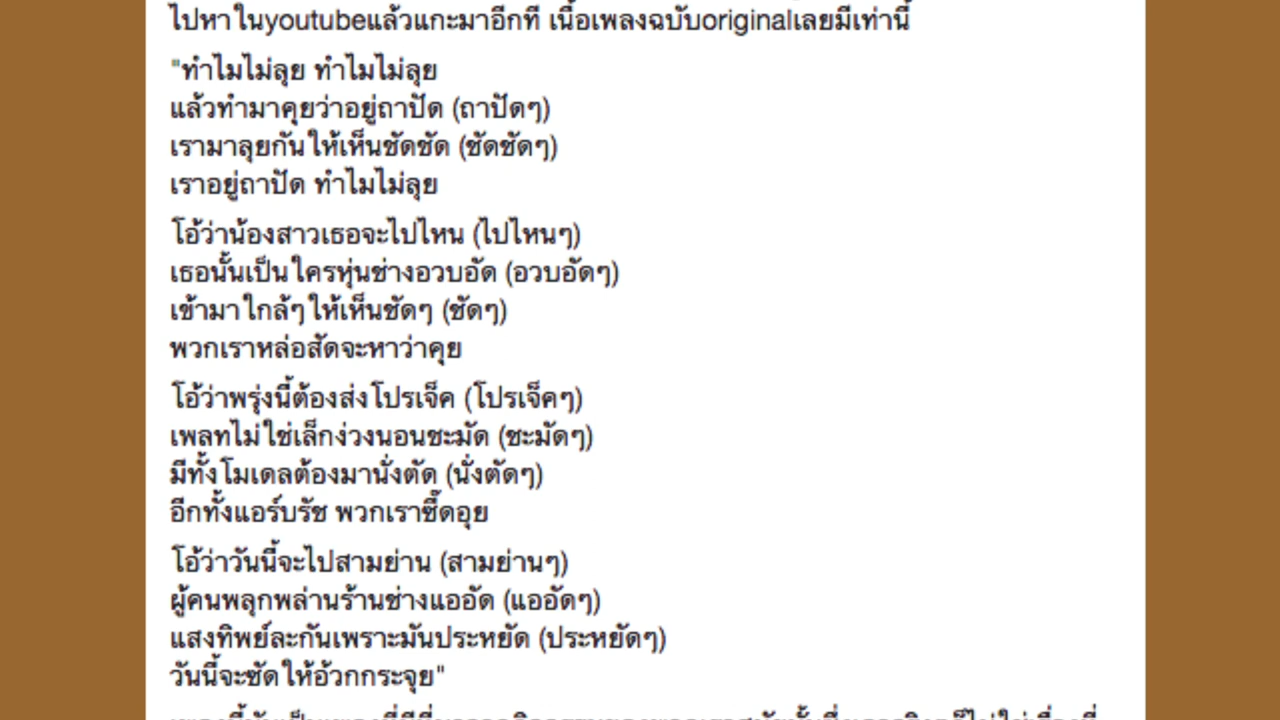 ไปหาในyoutubeแล้วแกะมาอีกที เนื้อเพลงฉบับoriginalเลยมีเท่านี้
"ทำไมไม่ลุย ทำไมไม่ลุย
แล้วทำมาคุยว่าอยู่ถาปัด (ถาปัดๆ)
เรามาลุยกันให้เห็นชัดชัด (ชัดชัดๆ)
เราอยู่ถาปัด ทำไมไม่ลุย
โอ้ว่าน้องสาวเธอจะไปไหน (ไปไหนๆ)
เธอนั้นเป็นใครหุ่นช่างอวบอัด (อวบอัดๆ)
เข้ามาใกล้ๆให้เห็นชัดๆ (ชัดๆ)
พวกเราหล่อสัดจะหาว่าคุย
โอ้ว่าพรุ่งนี้ต้องส่งโปรเจ็ค (โปรเจ็คๆ)
เพลทไม่ใช่เล็กง่วงนอนชะมัด (ชะมัดๆ)
มีทั้งโมเดลต้องมานั่งตัด (นั่งตัดๆ)
อีกทั้งแอร์บรัช พวกเราซี๊ดอุย
โอ้ว่าวันนี้จะไปสามย่าน (สามย่านๆ)
ผู้คนพลุกพล่านร้านช่างแออัด (แออัดๆ)
แสงทิพย์ละกันเพราะมันประหยัด (ประหยัดๆ)
วันนี้จะซัดให้อ้วกกระจุย"